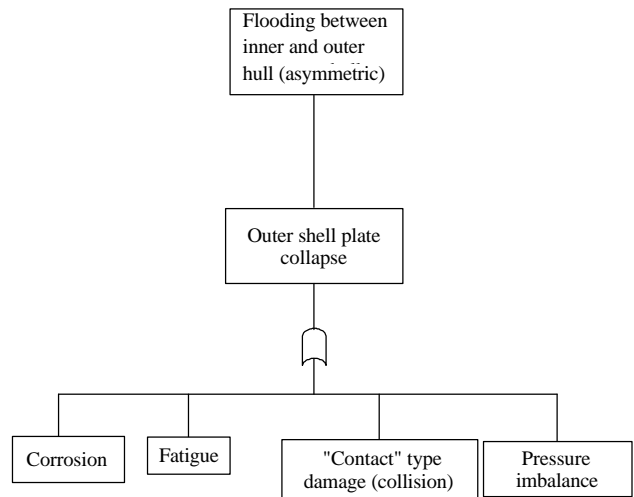 Flooding between
inner and outer
hull (asymmetric)
Outer shell plate
collapse
Corrosion
Fatigue
"Contact" type
damage (collision)
Pressure
imbalance